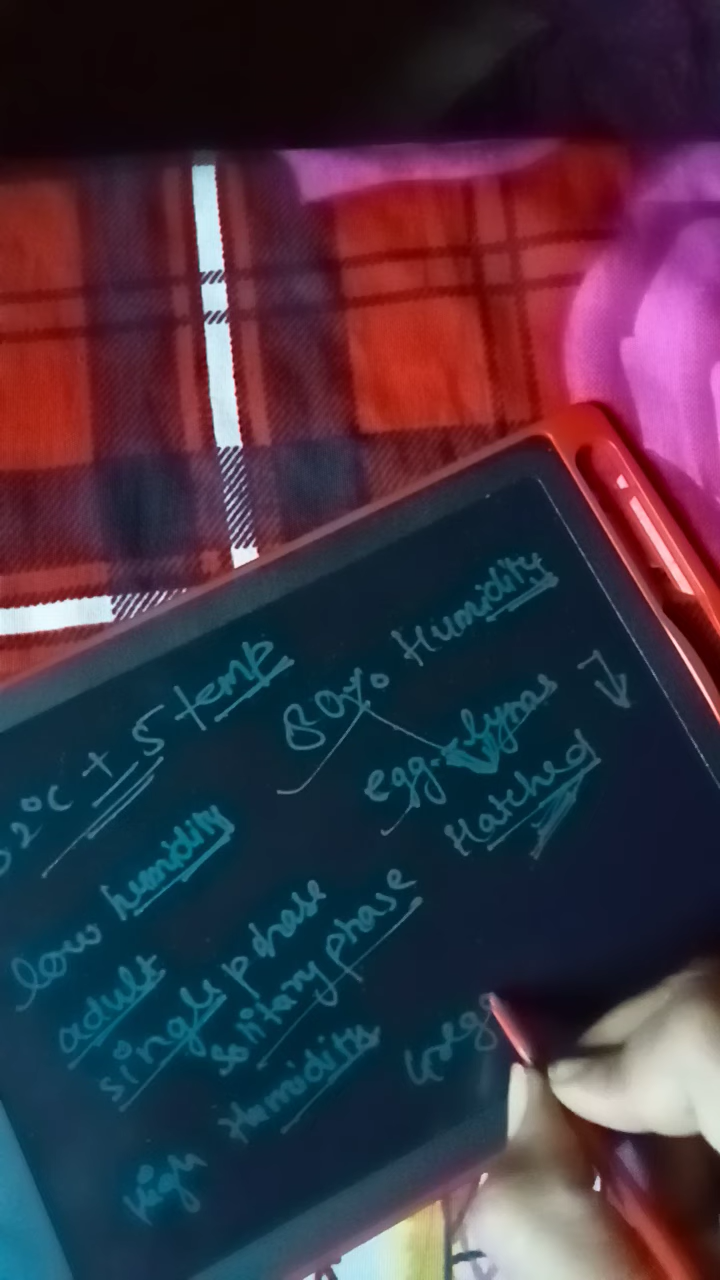 2°C + 5 temp
80% Humidity
egg
Hatched
low humidity
adult
single phase
solitary phase
High Humidity